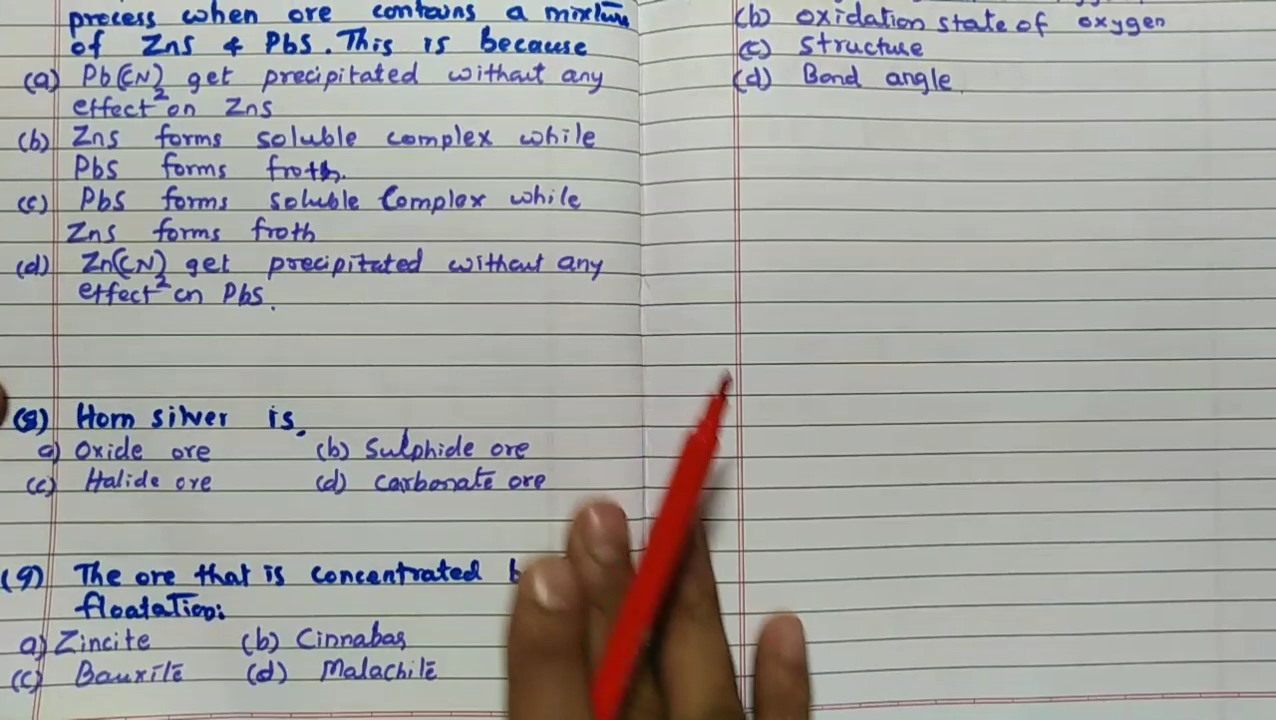 process when ore contains a mixture
of ZnS & PbS. This is because
(a) Pb(CN)2 get precipitated without any
effect on ZnS
(b) ZnS forms soluble complex while
PbS forms froth.
(c) PbS forms soluble Complex while
ZnS forms froth
(d) Zn(CN)2 get precipitated without any
effect on PbS.
(8) Horn silver is.
a) Oxide ore (b) Sulphide ore
(c) Halide ore (d) carbonate ore
(9) The ore that is concentrated
floatation:
a) Zincite (b) Cinnabar
(c) Bauxite (d) Malachite
(b) oxidation state of oxygen
(c) Structure
(d) Bond angle